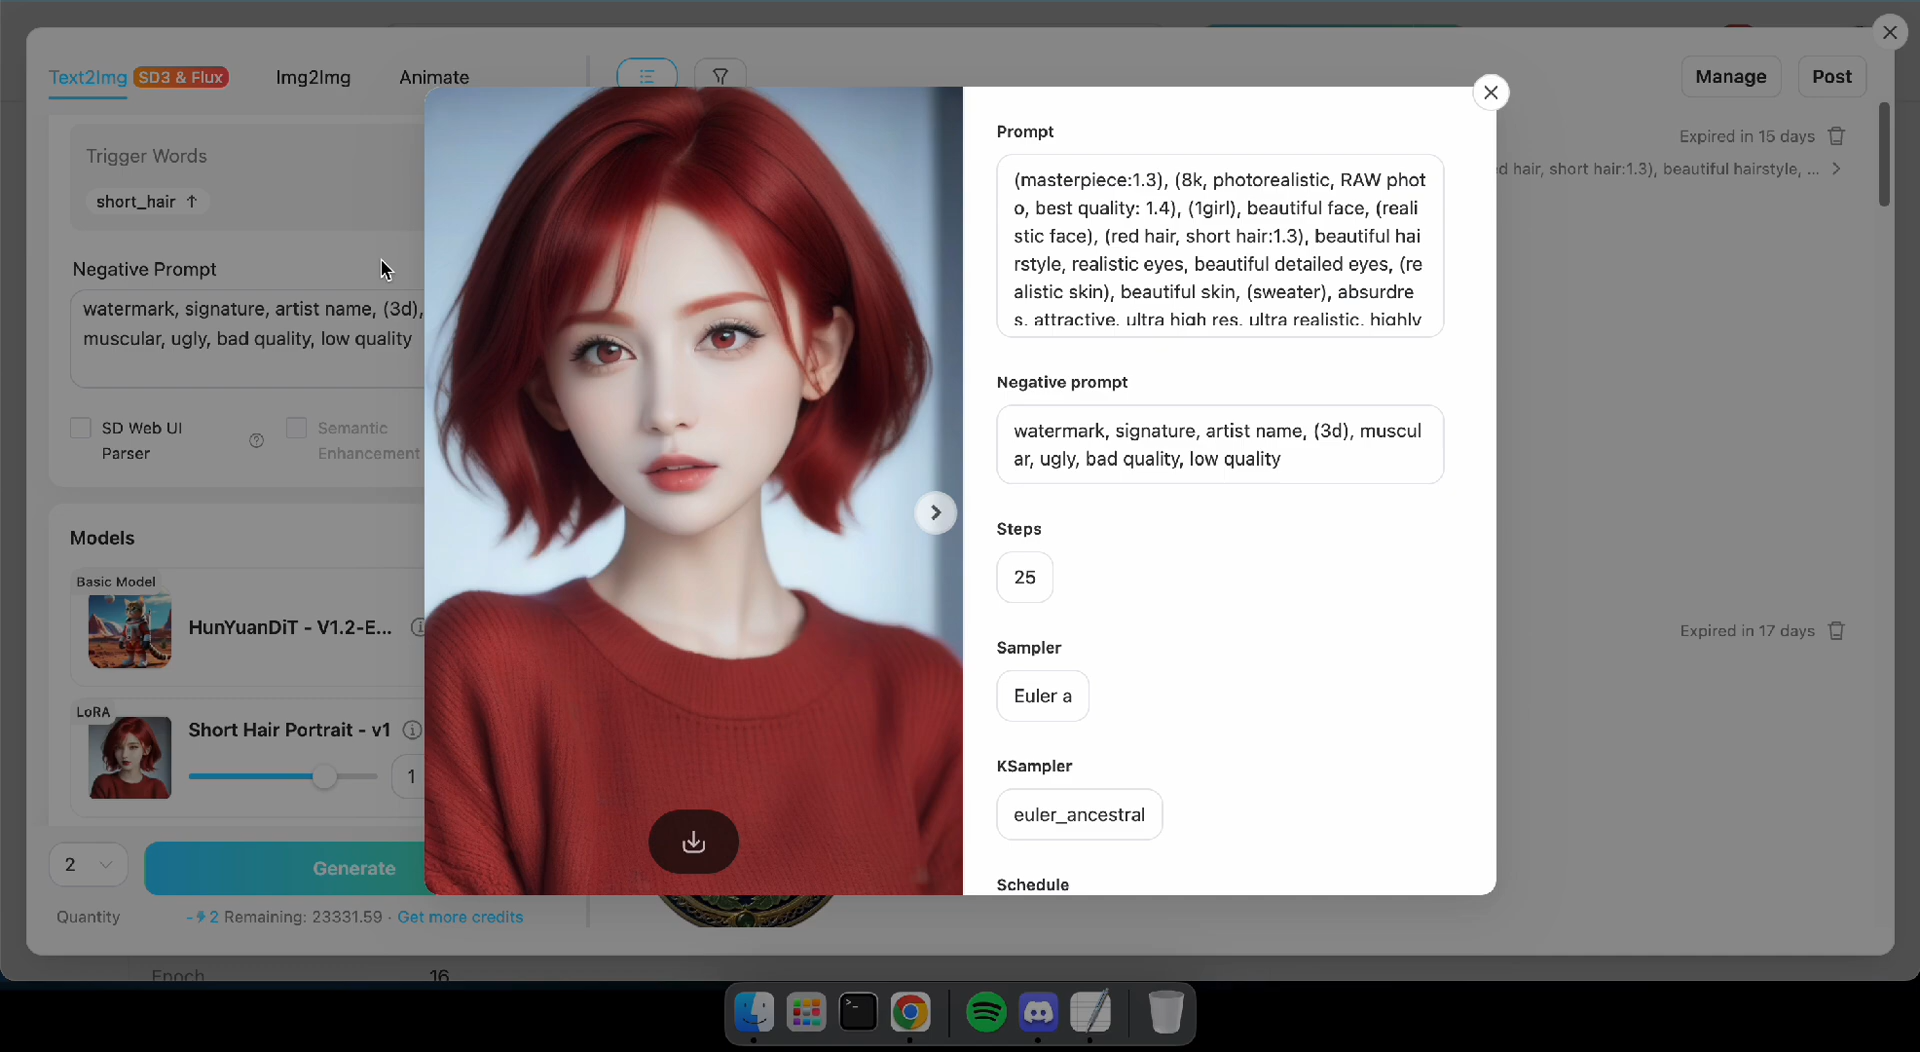 Text2Img SD3 & Flux
Img2Img
Animate
Manage
Post
Trigger Words
short_hair ↑
Negative Prompt
watermark, signature, artist name, (3d),
muscular, ugly, bad quality, low quality
SD Web UI
Parser
Semantic
Enhancement
Models
Basic Model
HunYuanDiT - V1.2-E...
LoRA
Short Hair Portrait - v1
1
2
Generate
Quantity
-⚡2 Remaining: 23331.59 · Get more credits
Epoch
16
Prompt
(masterpiece:1.3), (8k, photorealistic, RAW phot
o, best quality: 1.4), (1girl), beautiful face, (reali
stic face), (red hair, short hair:1.3), beautiful hai
rstyle, realistic eyes, beautiful detailed eyes, (re
alistic skin), beautiful skin, (sweater), absurdre
s, attractive, ultra high res, ultra realistic, highly
Negative prompt
watermark, signature, artist name, (3d), muscul
ar, ugly, bad quality, low quality
Steps
25
Sampler
Euler a
KSampler
euler_ancestral
Schedule
Expired in 15 days
d hair, short hair:1.3), beautiful hairstyle, ...
Expired in 17 days